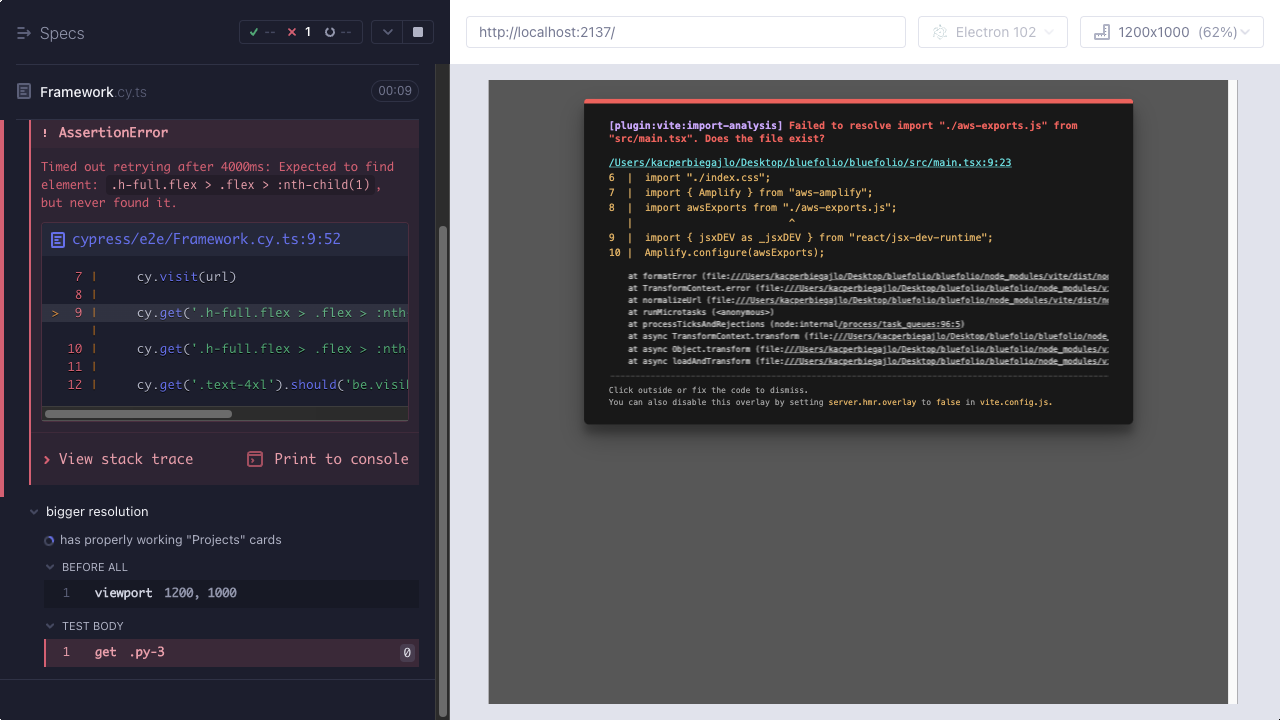 Specs
-- 1 --
Framework.cy.ts
00:09
! AssertionError
Timed out retrying after 4000ms: Expected to find
element: .h-full.flex > .flex > :nth-child(1),
but never found it.
cypress/e2e/Framework.cy.ts:9:52
7 | cy.visit(url)
8 |
> 9 | cy.get('.h-full.flex > .flex > :nth
|
10 | cy.get('.h-full.flex > .flex > :nth
11 |
12 | cy.get('.text-4xl').should('be.visi
View stack trace
Print to console
bigger resolution
has properly working "Projects" cards
BEFORE ALL
1 viewport 1200, 1000
TEST BODY
1 get .py-3 0
http://localhost:2137/
Electron 102
1200x1000 (62%)
[plugin:vite:import-analysis] Failed to resolve import "./aws-exports.js" from
"src/main.tsx". Does the file exist?
/Users/kacperbiegajlo/Desktop/bluefolio/bluefolio/src/main.tsx:9:23
6 | import "./index.css";
7 | import { Amplify } from "aws-amplify";
8 | import awsExports from "./aws-exports.js";
| ^
9 | import { jsxDEV as _jsxDEV } from "react/jsx-dev-runtime";
10 | Amplify.configure(awsExports);
at formatError (file:///Users/kacperbiegajlo/Desktop/bluefolio/bluefolio/node_modules/vite/dist/
at TransformContext.error (file:///Users/kacperbiegajlo/Desktop/bluefolio/bluefolio/node_modules/
at normalizeUrl (file:///Users/kacperbiegajlo/Desktop/bluefolio/bluefolio/node_modules/vite/dist/
at runMicrotasks (<anonymous>)
at processTicksAndRejections (node:internal/process/task_queues:96:5)
at async TransformContext.transform (file:///Users/kacperbiegajlo/Desktop/bluefolio/bluefolio/node_
at async Object.transform (file:///Users/kacperbiegajlo/Desktop/bluefolio/bluefolio/node_modules/
at async loadAndTransform (file:///Users/kacperbiegajlo/Desktop/bluefolio/bluefolio/node_modules/
Click outside or fix the code to dismiss.
You can also disable this overlay by setting server.hmr.overlay to false in vite.config.js.